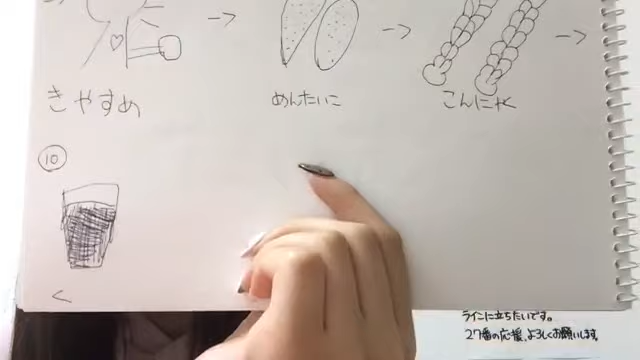 きやすめ
めんたいこ
こんにゃく
10
く
ラインに立ちたいです。
27番の応援、よろしくお願いします。